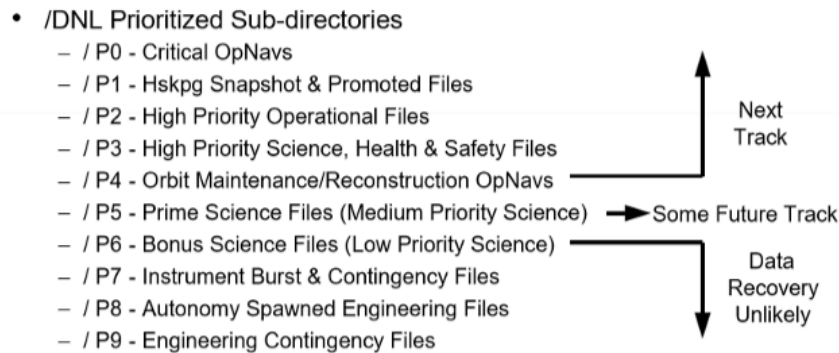 • /DNL Prioritized Sub-directories
– / P0 - Critical OpNavs
– / P1 - Hskpg Snapshot & Promoted Files
– / P2 - High Priority Operational Files
– / P3 - High Priority Science, Health & Safety Files
– / P4 - Orbit Maintenance/Reconstruction OpNavs
– / P5 - Prime Science Files (Medium Priority Science)
– / P6 - Bonus Science Files (Low Priority Science)
– / P7 - Instrument Burst & Contingency Files
– / P8 - Autonomy Spawned Engineering Files
– / P9 - Engineering Contingency Files
Next
Track
Some Future Track
Data
Recovery
Unlikely